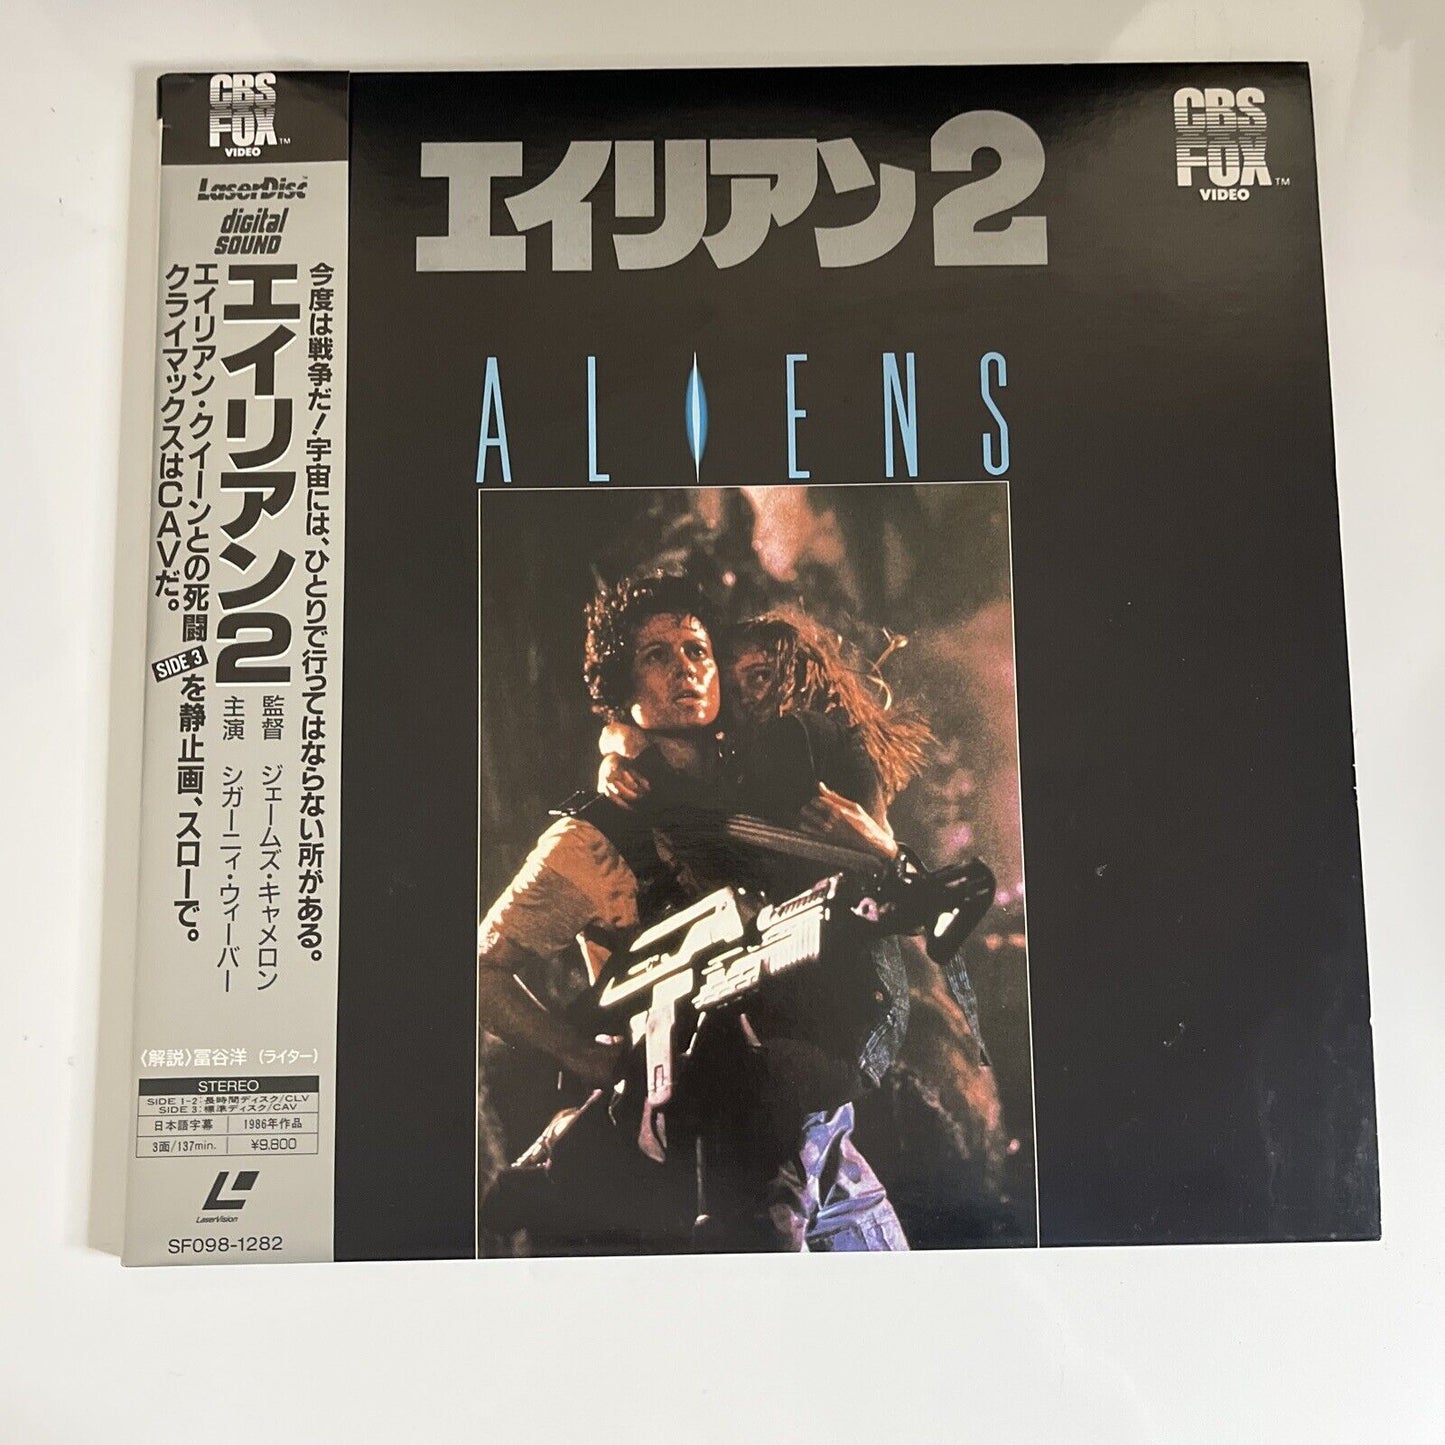 CBS
FOX
VIDEO
TM
LaserDisc
digital
SOUND
今度は戦争だ!宇宙には、ひとりで行ってはならない所がある。
エイリアン2
監督 ジェームズ・キャメロン
主演 シガーニィ・ウィーバー
エイリアン・クイーンとの死闘SIDE 3を静止画、スローで。
クライマックスはCAVだ。
〈解説〉冨谷洋(ライター)
STEREO
SIDE 1-2:長時間ディスク/CLV
SIDE 3:標準ディスク/CAV
日本語字幕 1986年作品
3面/137min. ¥9,800
LaserVision
SF098-1282
エイリアン2
CBS
FOX
VIDEO
TM
ALIENS